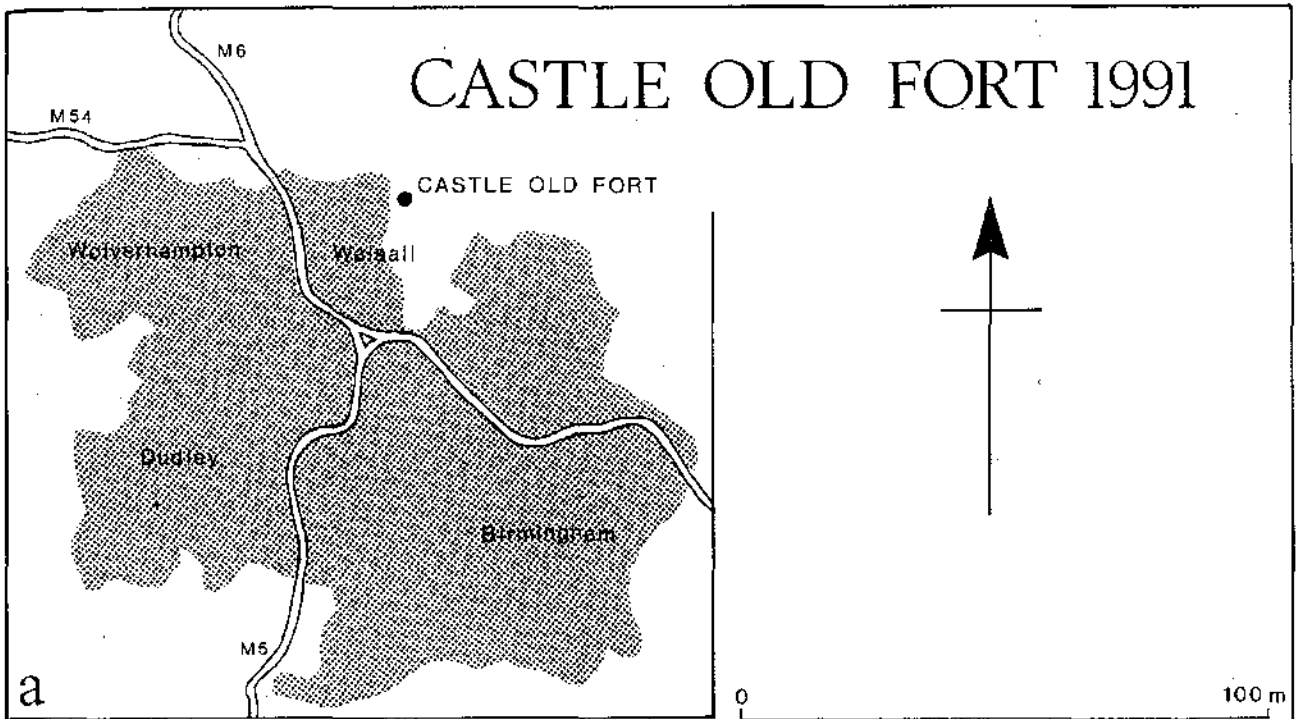 M6
CASTLE OLD FORT 1991
M54
CASTLE OLD FORT
Wolverhampton
Walsall
Dudley
Birmingham
M5
a
0
100 m